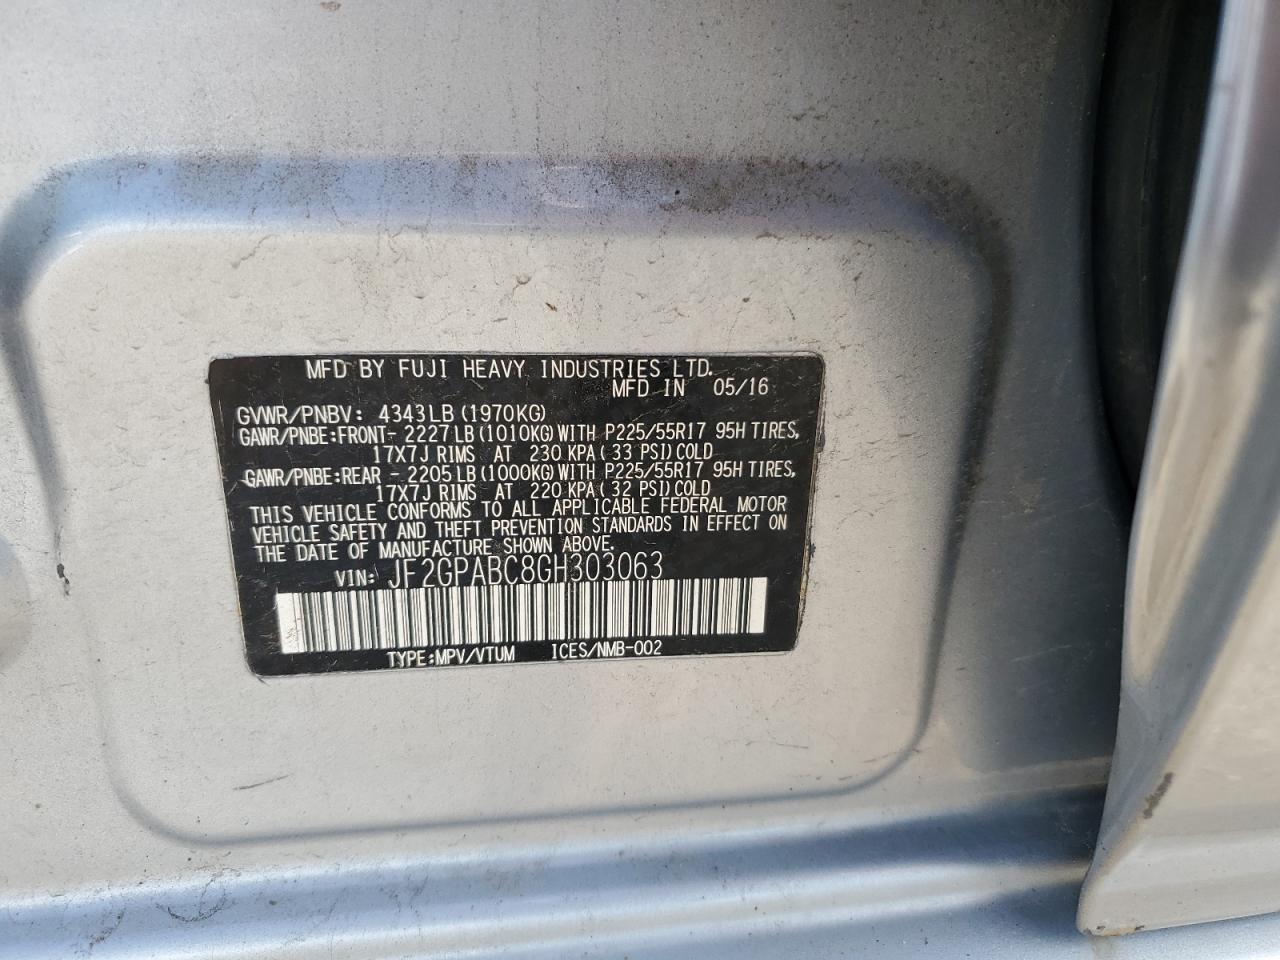 MFD BY FUJI HEAVY INDUSTRIES LTD.
MFD IN 05/16
GVWR/PNBV: 4343LB(1970KG)
GAWR/PNBE:FRONT- 2227LB(1010KG)WITH P225/55R17 95H TIRES,
17X7J RIMS AT 230 KPA(33 PSI)COLD
GAWR/PNBE:REAR - 2205LB(1000KG)WITH P225/55R17 95H TIRES,
17X7J RIMS AT 220 KPA(32 PSI)COLD
THIS VEHICLE CONFORMS TO ALL APPLICABLE FEDERAL MOTOR
VEHICLE SAFETY AND THEFT PREVENTION STANDARDS IN EFFECT ON
THE DATE OF MANUFACTURE SHOWN ABOVE.
VIN: JF2GPABC8GH303063
TYPE:MPV/VTUM ICES/NMB-002